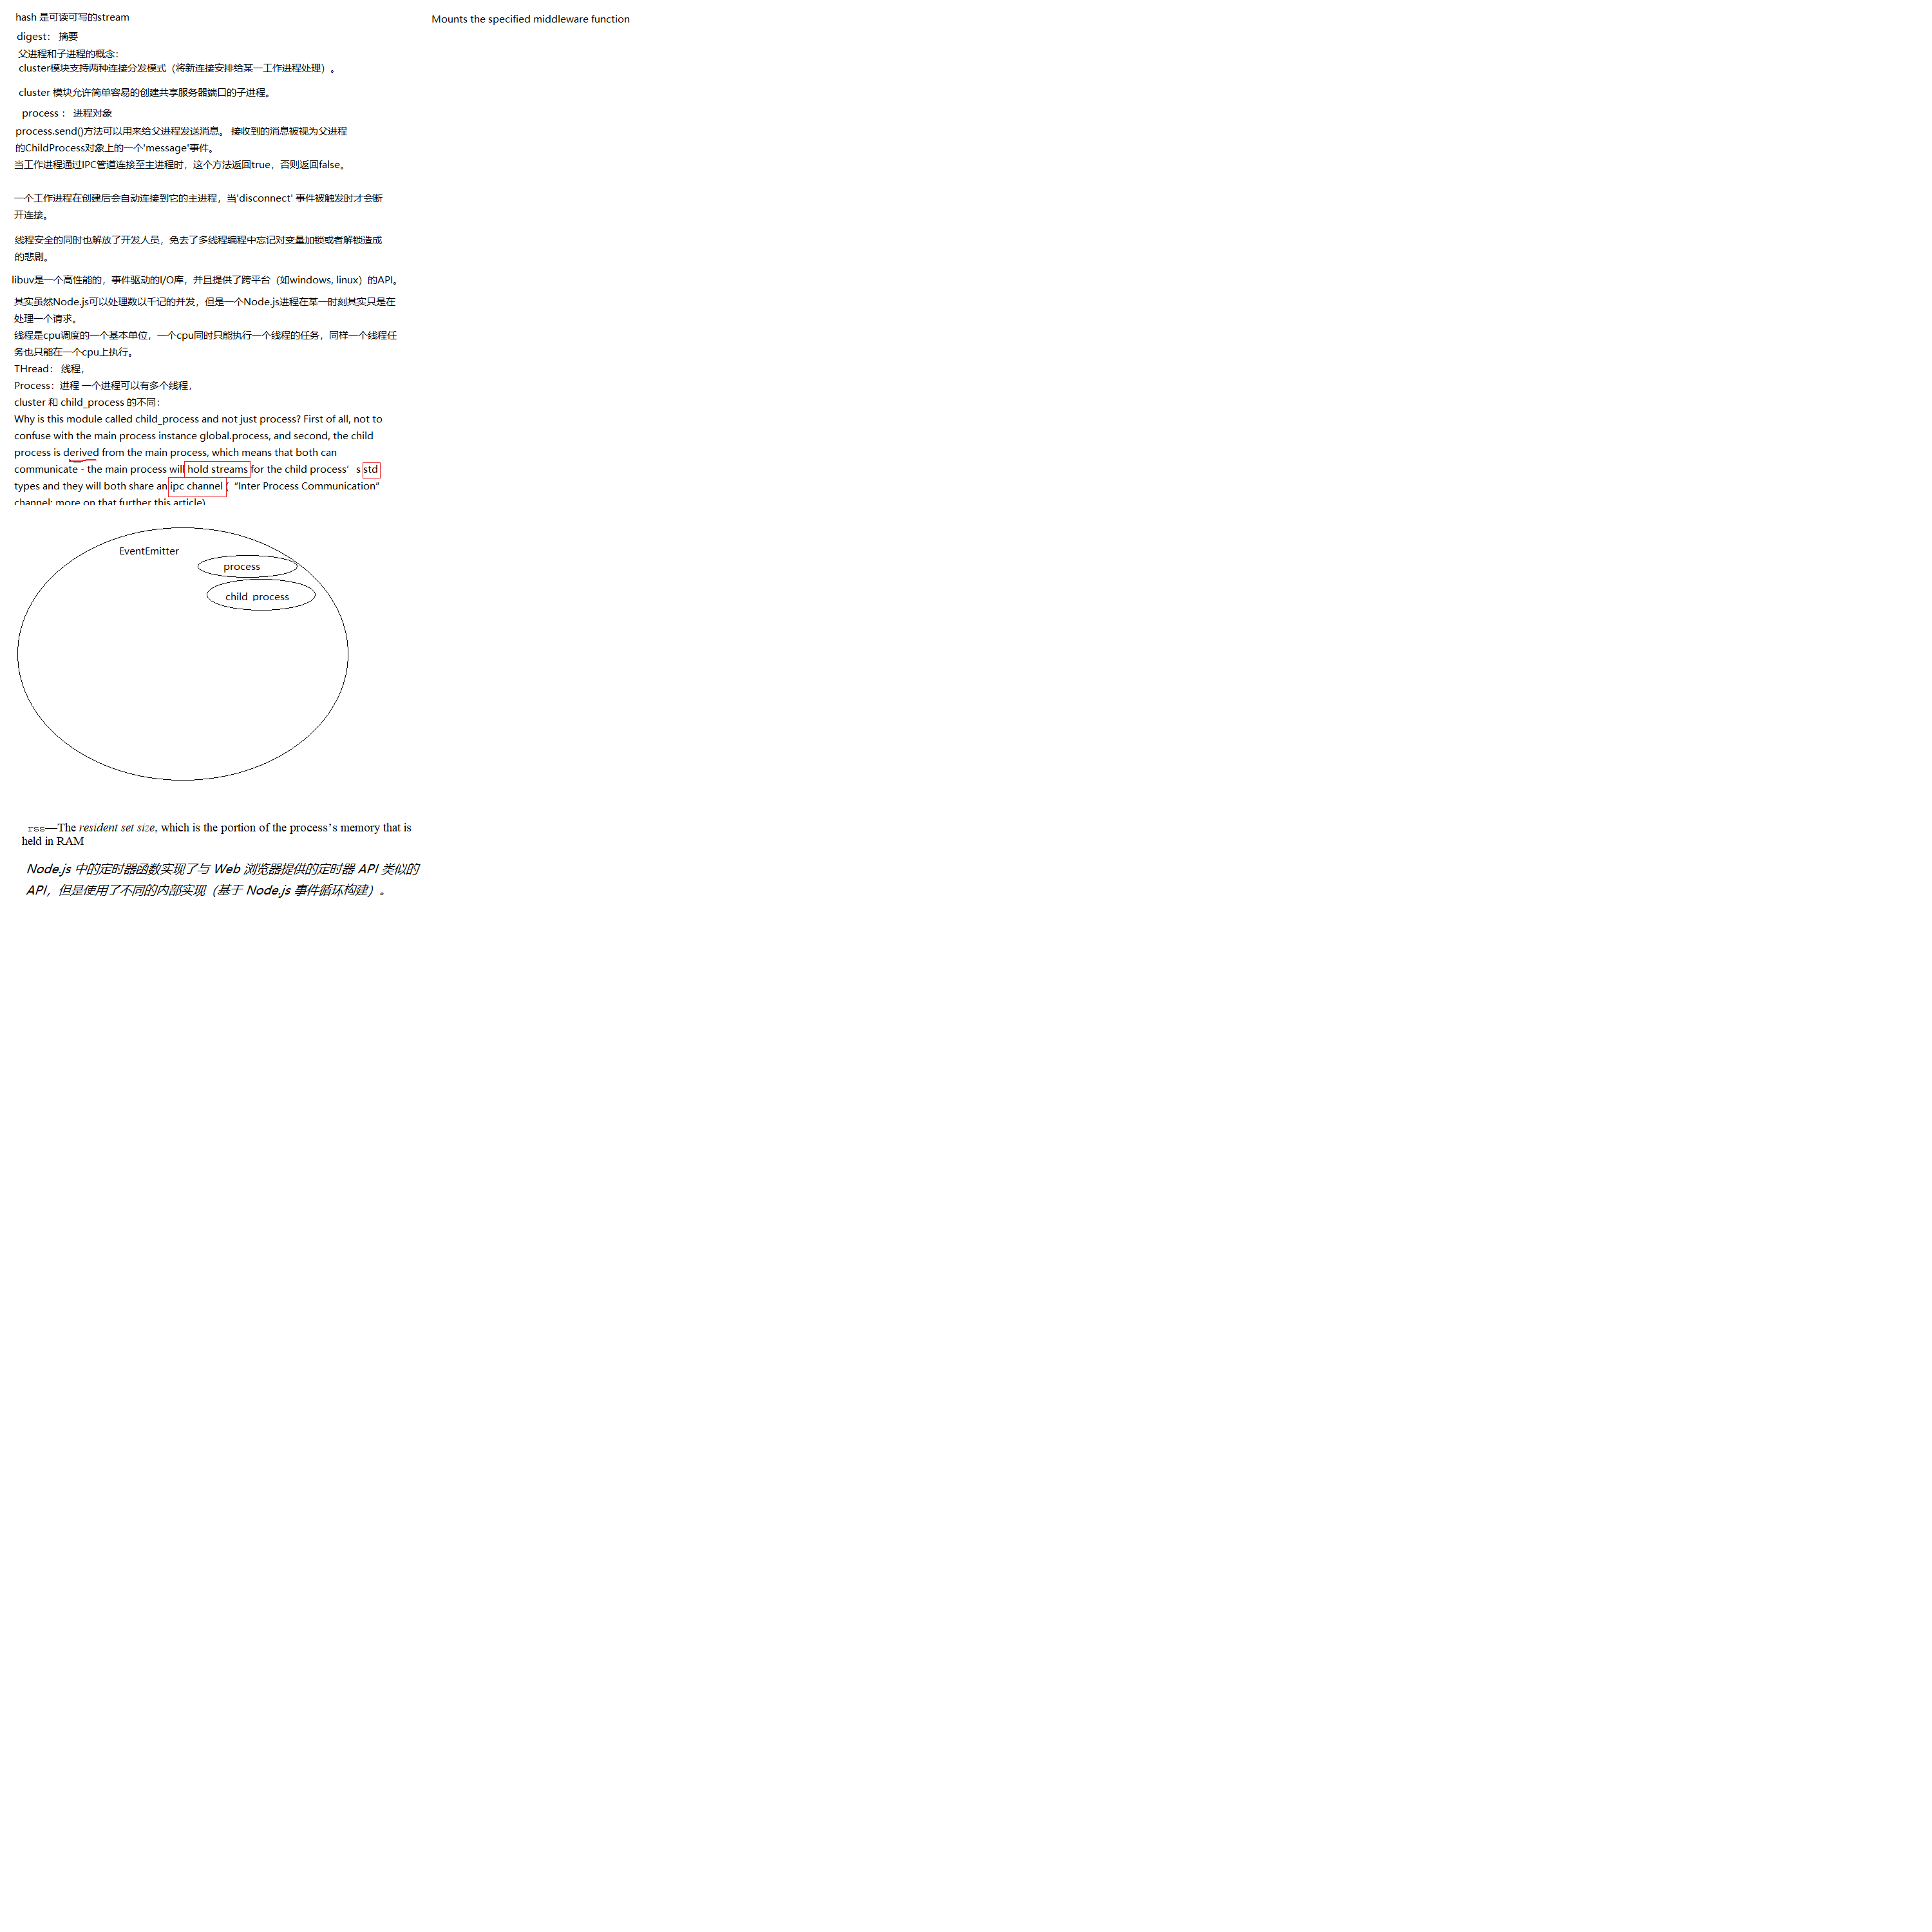 hash 是可读可写的stream
digest： 摘要
父进程和子进程的概念：
cluster模块支持两种连接分发模式（将新连接安排给某一工作进程处理）。
cluster 模块允许简单容易的创建共享服务器端口的子进程。
process ： 进程对象
process.send()方法可以用来给父进程发送消息。 接收到的消息被视为父进程
的ChildProcess对象上的一个'message'事件。
当工作进程通过IPC管道连接至主进程时，这个方法返回true，否则返回false。
一个工作进程在创建后会自动连接到它的主进程，当'disconnect' 事件被触发时才会断
开连接。
线程安全的同时也解放了开发人员，免去了多线程编程中忘记对变量加锁或者解锁造成
的悲剧。
libuv是一个高性能的，事件驱动的I/O库，并且提供了跨平台（如windows, linux）的API。
其实虽然Node.js可以处理数以千记的并发，但是一个Node.js进程在某一时刻其实只是在
处理一个请求。
线程是cpu调度的一个基本单位，一个cpu同时只能执行一个线程的任务，同样一个线程任
务也只能在一个cpu上执行。
THread： 线程，
Process：进程 一个进程可以有多个线程，
cluster 和 child_process 的不同：
Why is this module called child_process and not just process? First of all, not to
confuse with the main process instance global.process, and second, the child
process is derived from the main process, which means that both can
communicate - the main process will hold streams for the child process’s std
types and they will both share an ipc channel (“Inter Process Communication”
channel; more on that further this article)
Mounts the specified middleware function
EventEmitter
process
child_process
rss—The resident set size, which is the portion of the process’s memory that is
held in RAM
Node.js 中的定时器函数实现了与 Web 浏览器提供的定时器 API 类似的
API，但是使用了不同的内部实现（基于 Node.js 事件循环构建）。